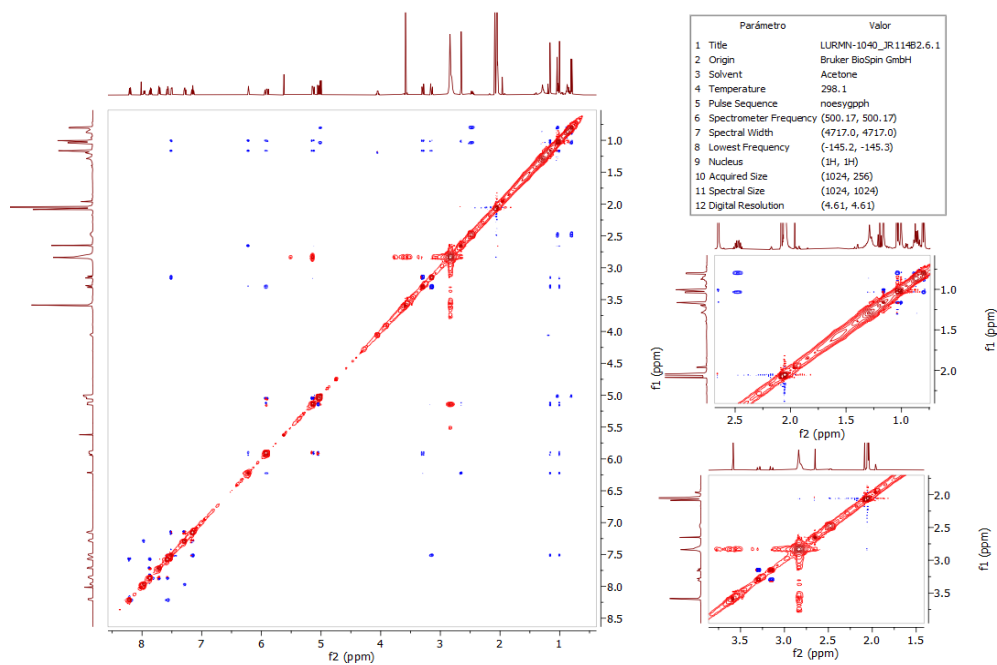 Parámetro Valor
1 Title LURMN-1040_JR114B2.6.1
2 Origin Bruker BioSpin GmbH
3 Solvent Acetone
4 Temperature 298.1
5 Pulse Sequence noesygpph
6 Spectrometer Frequency (500.17, 500.17)
7 Spectral Width (4717.0, 4717.0)
8 Lowest Frequency (-145.2, -145.3)
9 Nucleus (1H, 1H)
10 Acquired Size (1024, 256)
11 Spectral Size (1024, 1024)
12 Digital Resolution (4.61, 4.61)
1.0
1.5
2.0
2.5
3.0
3.5
4.0
4.5
5.0
5.5
6.0
6.5
7.0
7.5
8.0
8.5
f1 (ppm)
8 7 6 5 4 3 2 1
f2 (ppm)
1.0
1.5
2.0
f1 (ppm)
2.5 2.0 1.5 1.0
f2 (ppm)
2.0
2.5
3.0
3.5
f1 (ppm)
3.5 3.0 2.5 2.0 1.5
f2 (ppm)